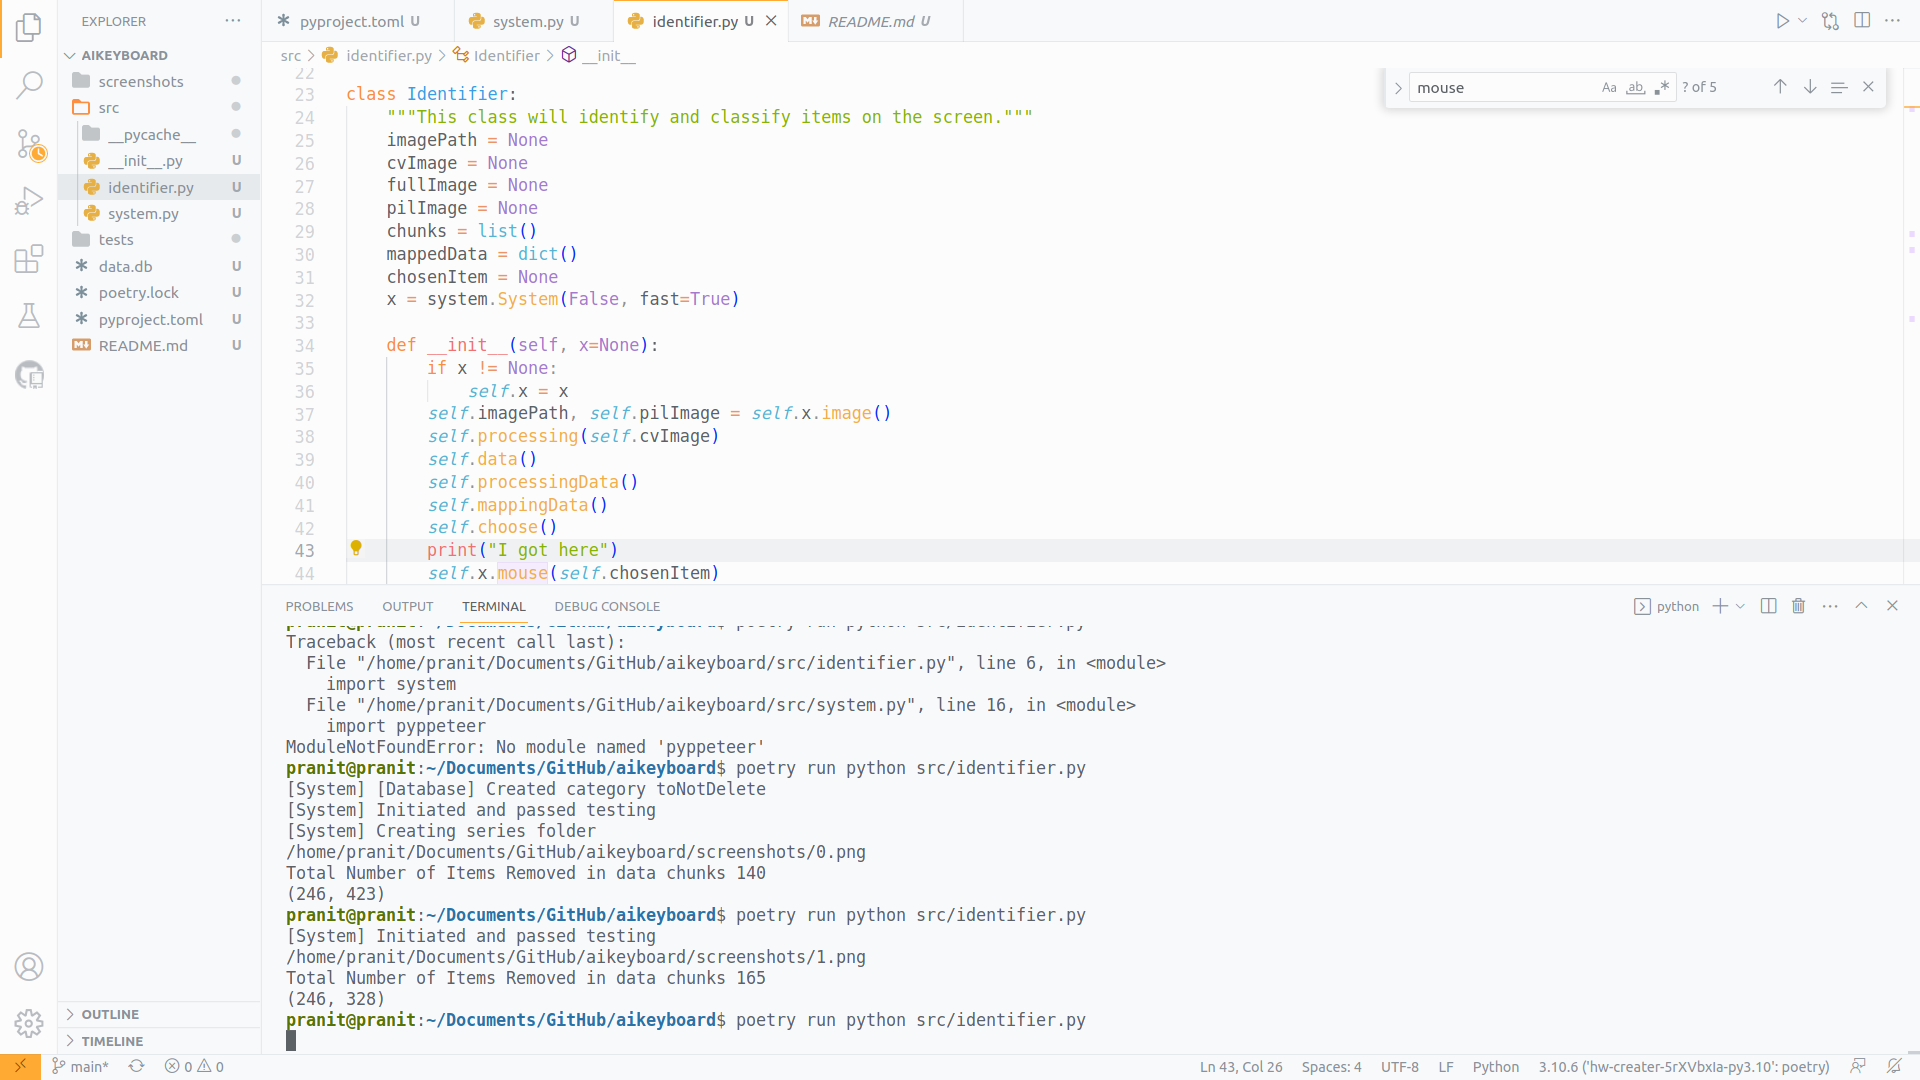 EXPLORER
AIKEYBOARD
screenshots
src
__pycache__
__init__.py U
identifier.py U
system.py U
tests
data.db U
poetry.lock U
pyproject.toml U
README.md U
OUTLINE
TIMELINE
pyproject.toml U
system.py U
identifier.py U
README.md U
src > identifier.py > Identifier > __init__
mouse Aa ab ? of 5
22
23 class Identifier:
24 """This class will identify and classify items on the screen."""
25 imagePath = None
26 cvImage = None
27 fullImage = None
28 pilImage = None
29 chunks = list()
30 mappedData = dict()
31 chosenItem = None
32 x = system.System(False, fast=True)
33
34 def __init__(self, x=None):
35 if x != None:
36 self.x = x
37 self.imagePath, self.pilImage = self.x.image()
38 self.processing(self.cvImage)
39 self.data()
40 self.processingData()
41 self.mappingData()
42 self.choose()
43 print("I got here")
44 self.x.mouse(self.chosenItem)
PROBLEMS OUTPUT TERMINAL DEBUG CONSOLE
python
pranit@pranit:~/Documents/GitHub/aikeyboard$ poetry run python src/identifier.py
Traceback (most recent call last):
File "/home/pranit/Documents/GitHub/aikeyboard/src/identifier.py", line 6, in <module>
import system
File "/home/pranit/Documents/GitHub/aikeyboard/src/system.py", line 16, in <module>
import pyppeteer
ModuleNotFoundError: No module named 'pyppeteer'
pranit@pranit:~/Documents/GitHub/aikeyboard$ poetry run python src/identifier.py
[System] [Database] Created category toNotDelete
[System] Initiated and passed testing
[System] Creating series folder
/home/pranit/Documents/GitHub/aikeyboard/screenshots/0.png
Total Number of Items Removed in data chunks 140
(246, 423)
pranit@pranit:~/Documents/GitHub/aikeyboard$ poetry run python src/identifier.py
[System] Initiated and passed testing
/home/pranit/Documents/GitHub/aikeyboard/screenshots/1.png
Total Number of Items Removed in data chunks 165
(246, 328)
pranit@pranit:~/Documents/GitHub/aikeyboard$ poetry run python src/identifier.py
main* 0 0 Ln 43, Col 26 Spaces: 4 UTF-8 LF Python 3.10.6 ('hw-creater-5rXVbxIa-py3.10': poetry)